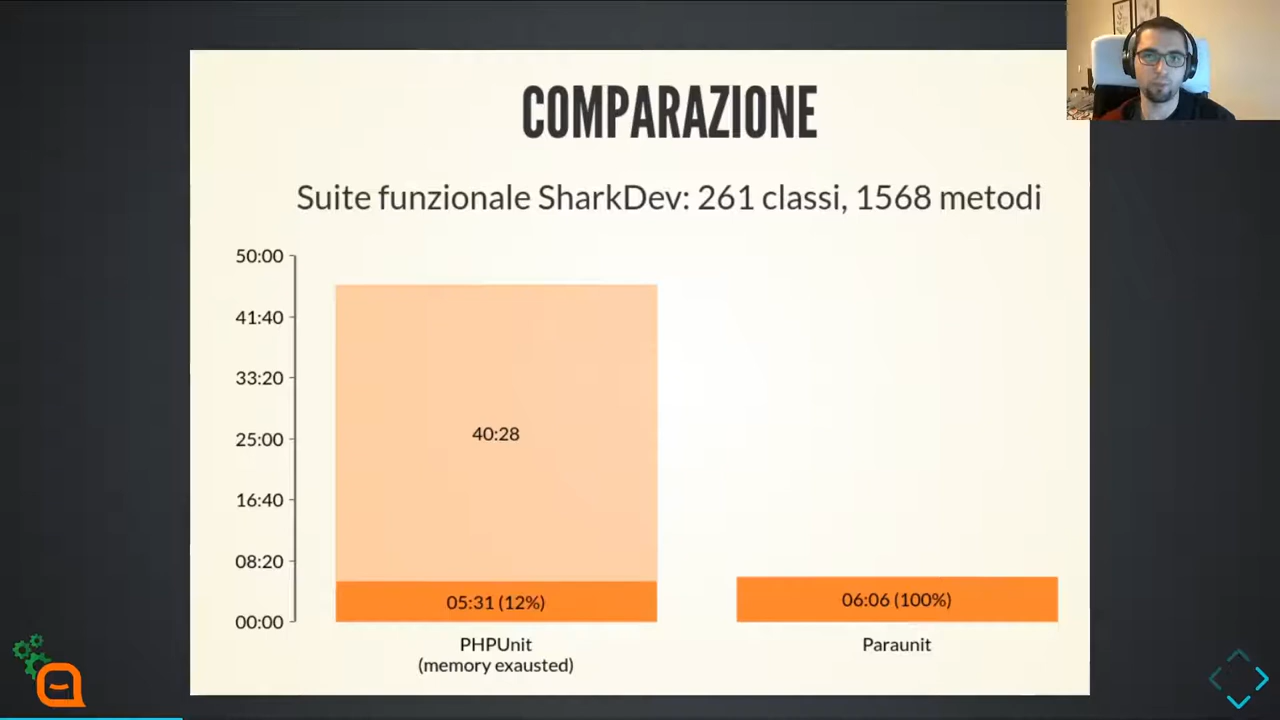 COMPARAZIONE
Suite funzionale SharkDev: 261 classi, 1568 metodi
50:00
41:40
33:20
25:00
16:40
08:20
00:00
40:28
05:31 (12%)
06:06 (100%)
PHPUnit
(memory exausted)
Paraunit